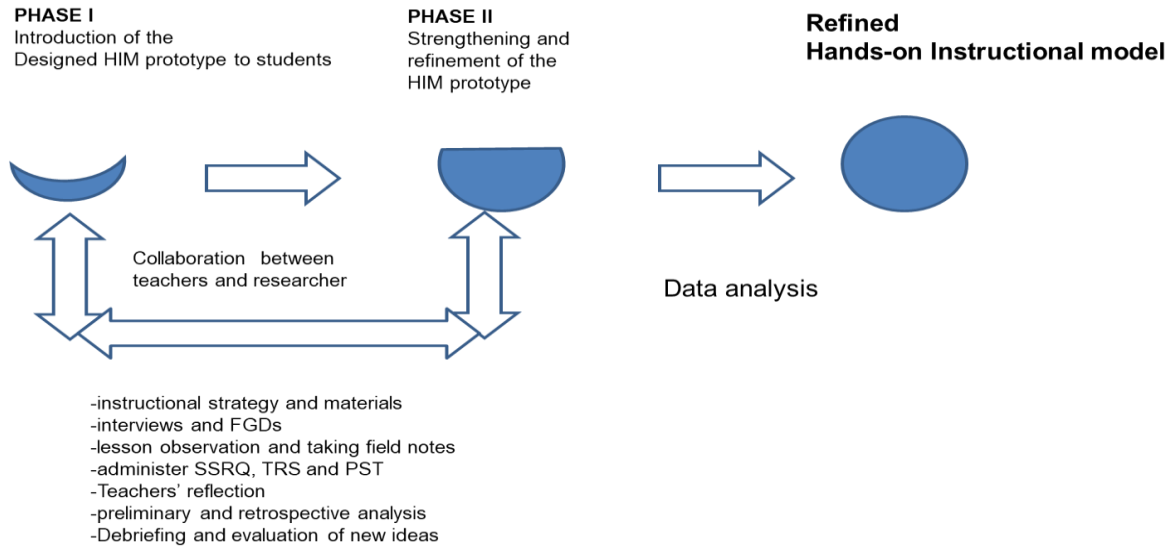 PHASE I
Introduction of the
Designed HIM prototype to students
PHASE II
Strengthening and
refinement of the
HIM prototype
Refined
Hands-on Instructional model
Collaboration between
teachers and researcher
Data analysis
-instructional strategy and materials
-interviews and FGDs
-lesson observation and taking field notes
-administer SSRQ, TRS and PST
-Teachers’ reflection
-preliminary and retrospective analysis
-Debriefing and evaluation of new ideas